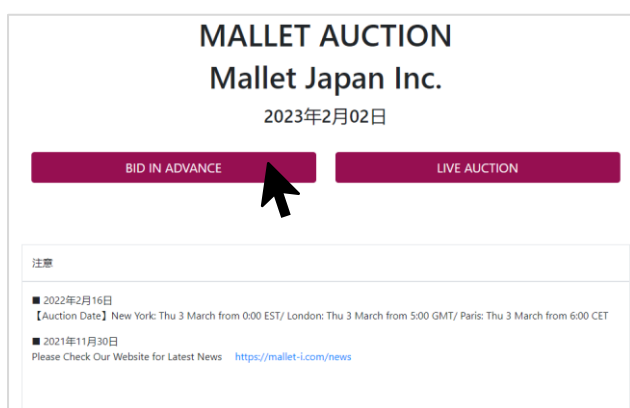 MALLET AUCTION
Mallet Japan Inc.
2023年2月02日
BID IN ADVANCE
LIVE AUCTION
注意
■ 2022年2月16日
【Auction Date】New York: Thu 3 March from 0:00 EST/ London: Thu 3 March from 5:00 GMT/ Paris: Thu 3 March from 6:00 CET
■ 2021年11月30日
Please Check Our Website for Latest News https://mallet-i.com/news